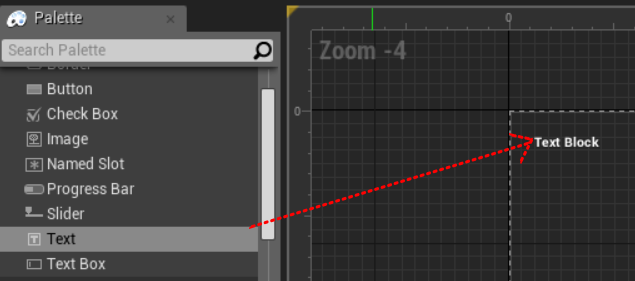 Palette
Search Palette
Border
Button
Check Box
Image
Named Slot
Progress Bar
Slider
Text
Text Box
0
Zoom -4
0
Text Block